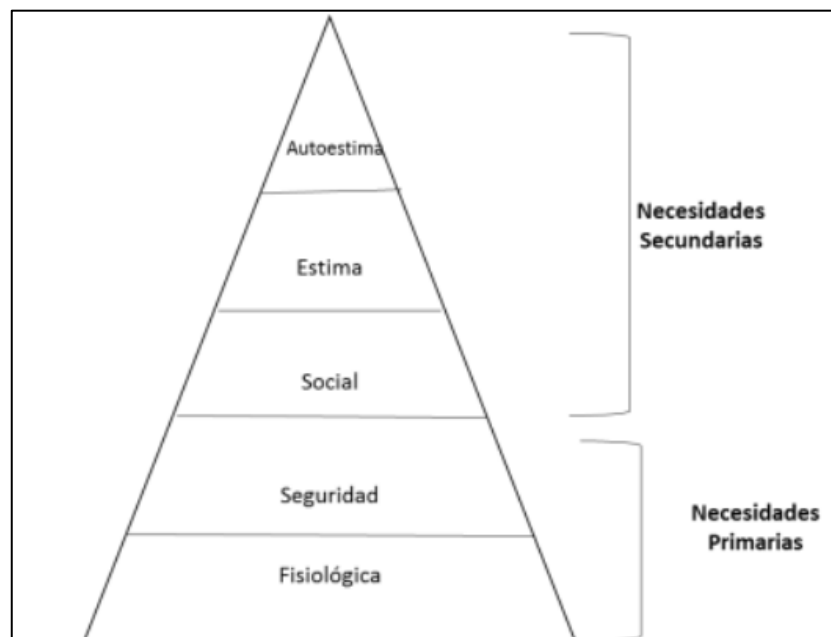 Autoestima
Necesidades
Secundarias
Estima
Social
Seguridad
Necesidades
Primarias
Fisiológica